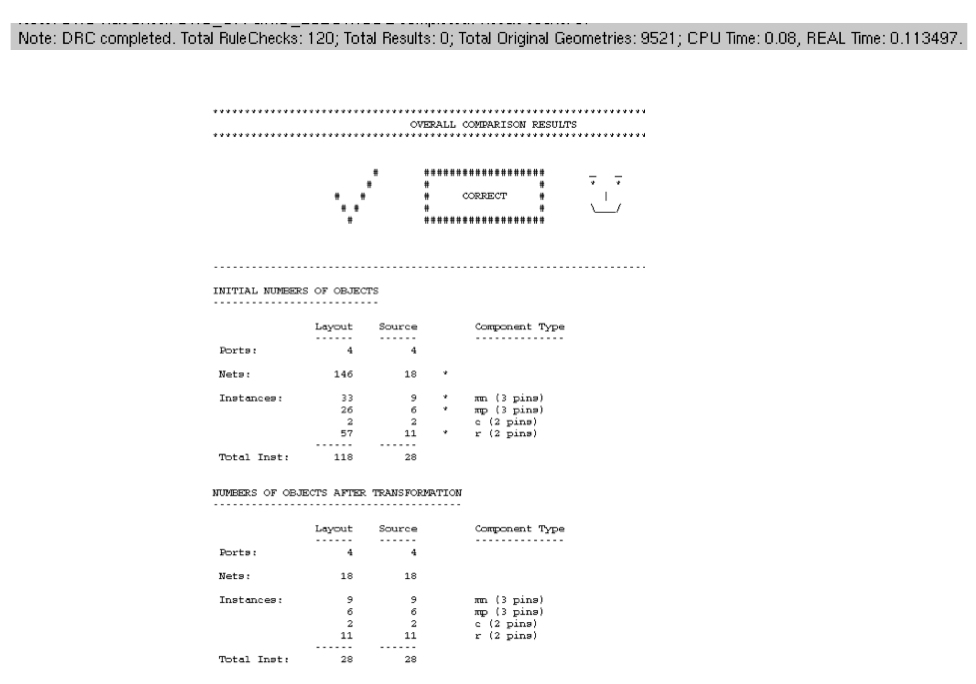 Note: DRC completed. Total RuleChecks: 120; Total Results: 0; Total Original Geometries: 9521; CPU Time: 0.08, REAL Time: 0.113497.
OVERALL COMPARISON RESULTS
CORRECT
INITIAL NUMBERS OF OBJECTS
Layout Source Component Type
Ports: 4 4
Nets: 146 18 *
Instances: 33 9 * mn (3 pins)
26 6 * mp (3 pins)
2 2 c (2 pins)
57 11 * r (2 pins)
Total Inst: 118 28
NUMBERS OF OBJECTS AFTER TRANSFORMATION
Layout Source Component Type
Ports: 4 4
Nets: 18 18
Instances: 9 9 mn (3 pins)
6 6 mp (3 pins)
2 2 c (2 pins)
11 11 r (2 pins)
Total Inst: 28 28